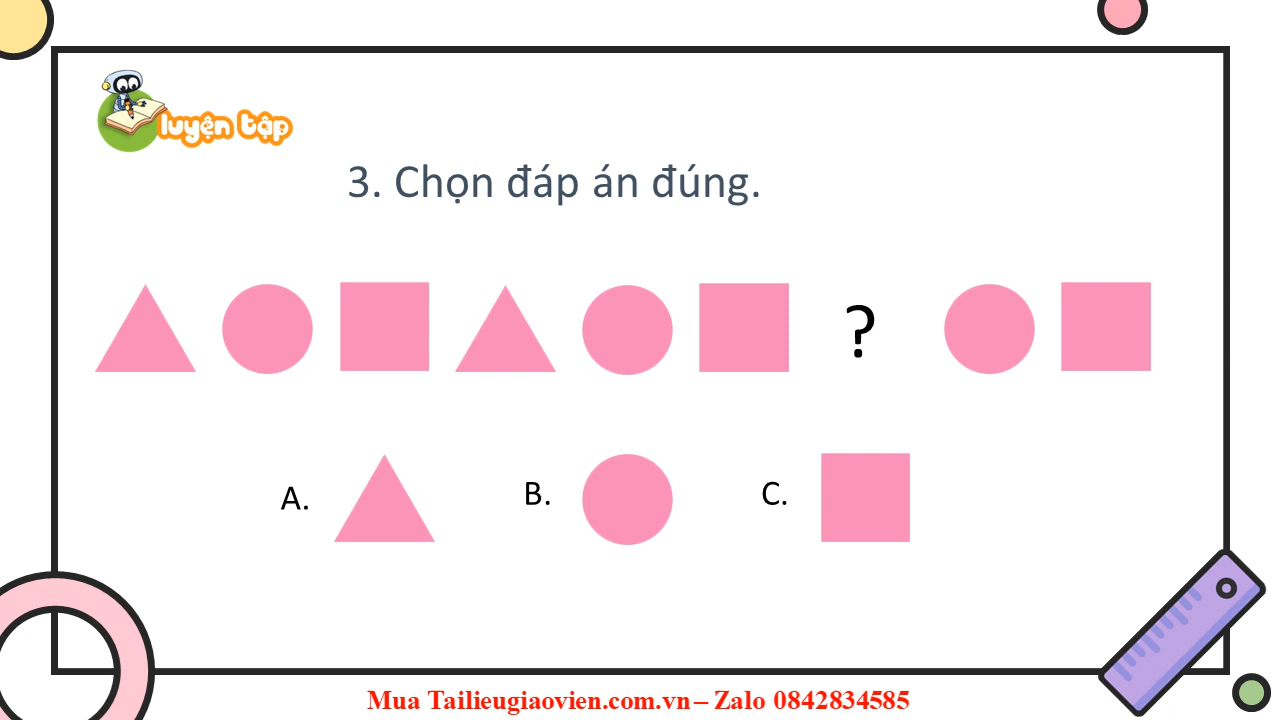 luyện tập
3. Chọn đáp án đúng.
?
A. B. C.
Mua Tailieugiaovien.com.vn – Zalo 0842834585